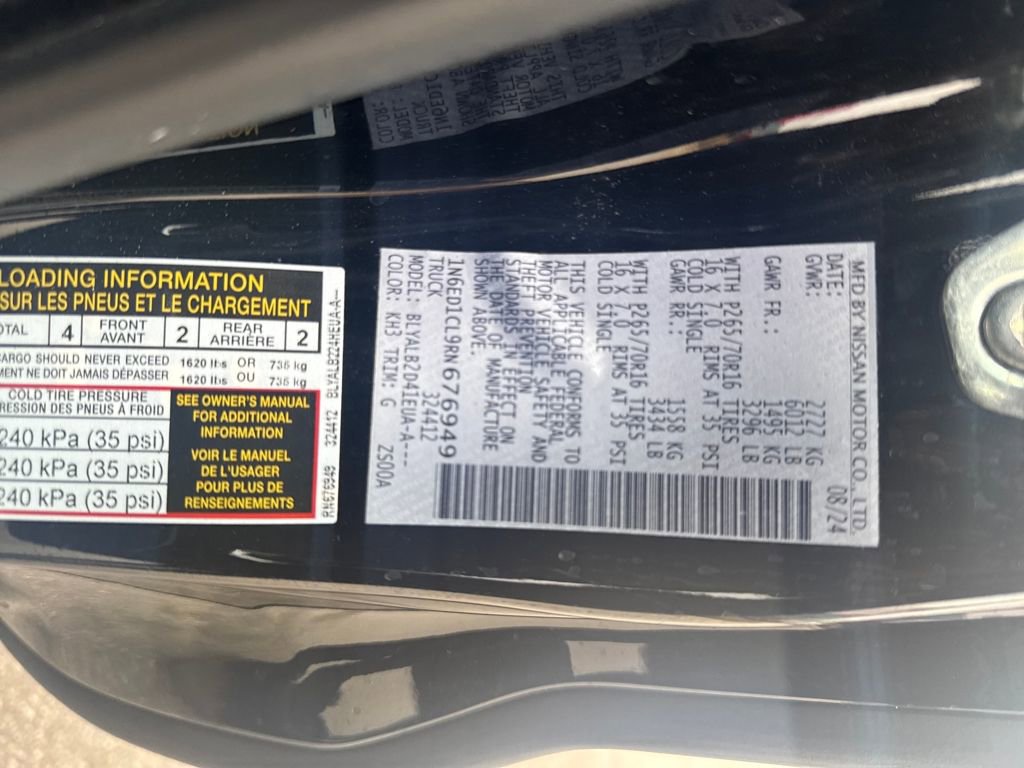 LOADING INFORMATION
SUR LES PNEUS ET LE CHARGEMENT
4 FRONT AVANT 2 REAR ARRIÈRE 2
SHOULD NEVER EXCEED 1620 lbs OR 735 kg
NE DOIT JAMAIS DÉPASSER 1620 lbs OU 735 kg
COLD TIRE PRESSURE
DES PNEUS À FROID
240 kPa (35 psi)
240 kPa (35 psi)
240 kPa (35 psi)
SEE OWNER'S MANUAL
FOR ADDITIONAL
INFORMATION
VOIR LE MANUEL
DE L'USAGER
POUR PLUS DE
RENSEIGNEMENTS
RN676949 324412
MFD BY NISSAN MOTOR CO., LTD.
DATE: 08/24
GVWR: 2727 KG
6012 LB
GAWR FR.: 1495 KG
3296 LB
WITH P265/70R16 TIRES
16 X 7.0 RIMS AT 35 PSI
COLD SINGLE
GAWR RR.: 1558 KG
3434 LB
WITH P265/70R16 TIRES
16 X 7.0 RIMS AT 35 PSI
COLD SINGLE
THIS VEHICLE CONFORMS TO
ALL APPLICABLE FEDERAL
MOTOR VEHICLE SAFETY AND
THEFT PREVENTION
STANDARDS IN EFFECT ON
THE DATE OF MANUFACTURE
SHOWN ABOVE.
1N6ED1CL9RN676949
TRUCK 324412
MODEL: BLYALB2D41EUA-A---
COLOR: KH3 TRIM: G Z500A